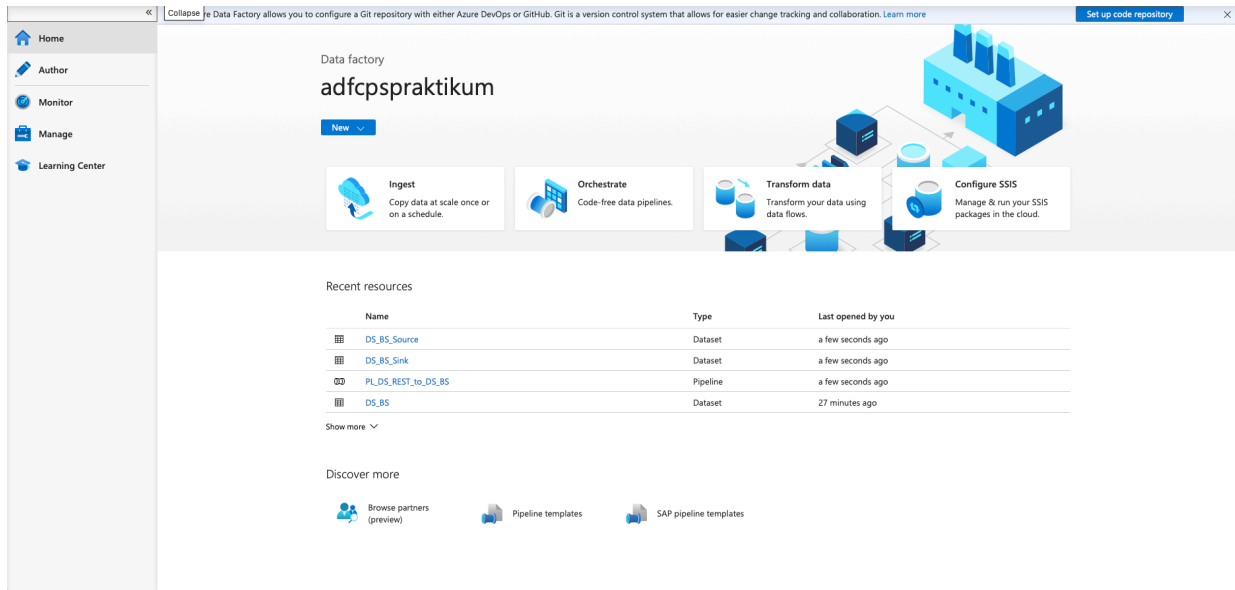 «
Collapse
re Data Factory allows you to configure a Git repository with either Azure DevOps or GitHub. Git is a version control system that allows for easier change tracking and collaboration. Learn more
Set up code repository
Home
Author
Monitor
Manage
Learning Center
Data factory
adfcpspraktikum
New
Ingest
Copy data at scale once or
on a schedule.
Orchestrate
Code-free data pipelines.
Transform data
Transform your data using
data flows.
Configure SSIS
Manage & run your SSIS
packages in the cloud.
Recent resources
Name Type Last opened by you
DS_BS_Source Dataset a few seconds ago
DS_BS_Sink Dataset a few seconds ago
PL_DS_REST_to_DS_BS Pipeline a few seconds ago
DS_BS Dataset 27 minutes ago
Show more
Discover more
Browse partners
(preview)
Pipeline templates
SAP pipeline templates